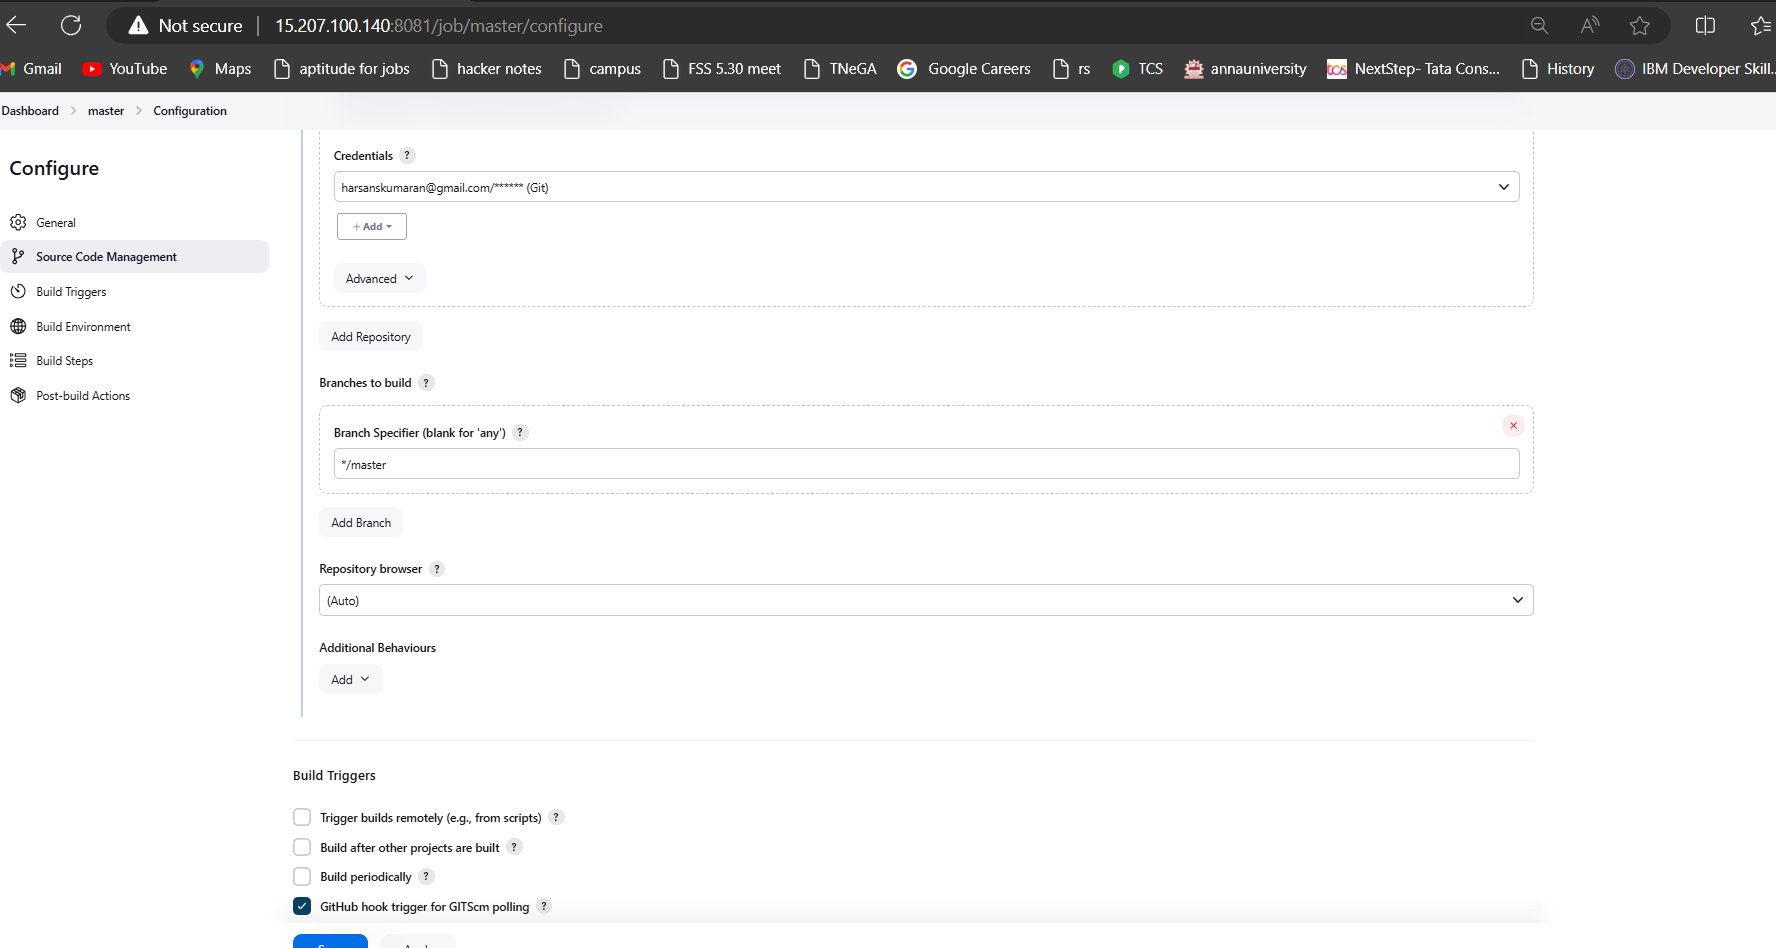 Not secure | 15.207.100.140:8081/job/master/configure
Gmail YouTube Maps aptitude for jobs hacker notes campus FSS 5.30 meet TNeGA Google Careers rs TCS annauniversity NextStep- Tata Cons... History IBM Developer Skill...
Dashboard > master > Configuration
Configure
General
Source Code Management
Build Triggers
Build Environment
Build Steps
Post-build Actions
Credentials ?
harsanskumaran@gmail.com/****** (Git)
+ Add
Advanced
Add Repository
Branches to build ?
Branch Specifier (blank for 'any') ?
*/master
Add Branch
Repository browser ?
(Auto)
Additional Behaviours
Add
Build Triggers
Trigger builds remotely (e.g., from scripts) ?
Build after other projects are built ?
Build periodically ?
GitHub hook trigger for GITScm polling ?